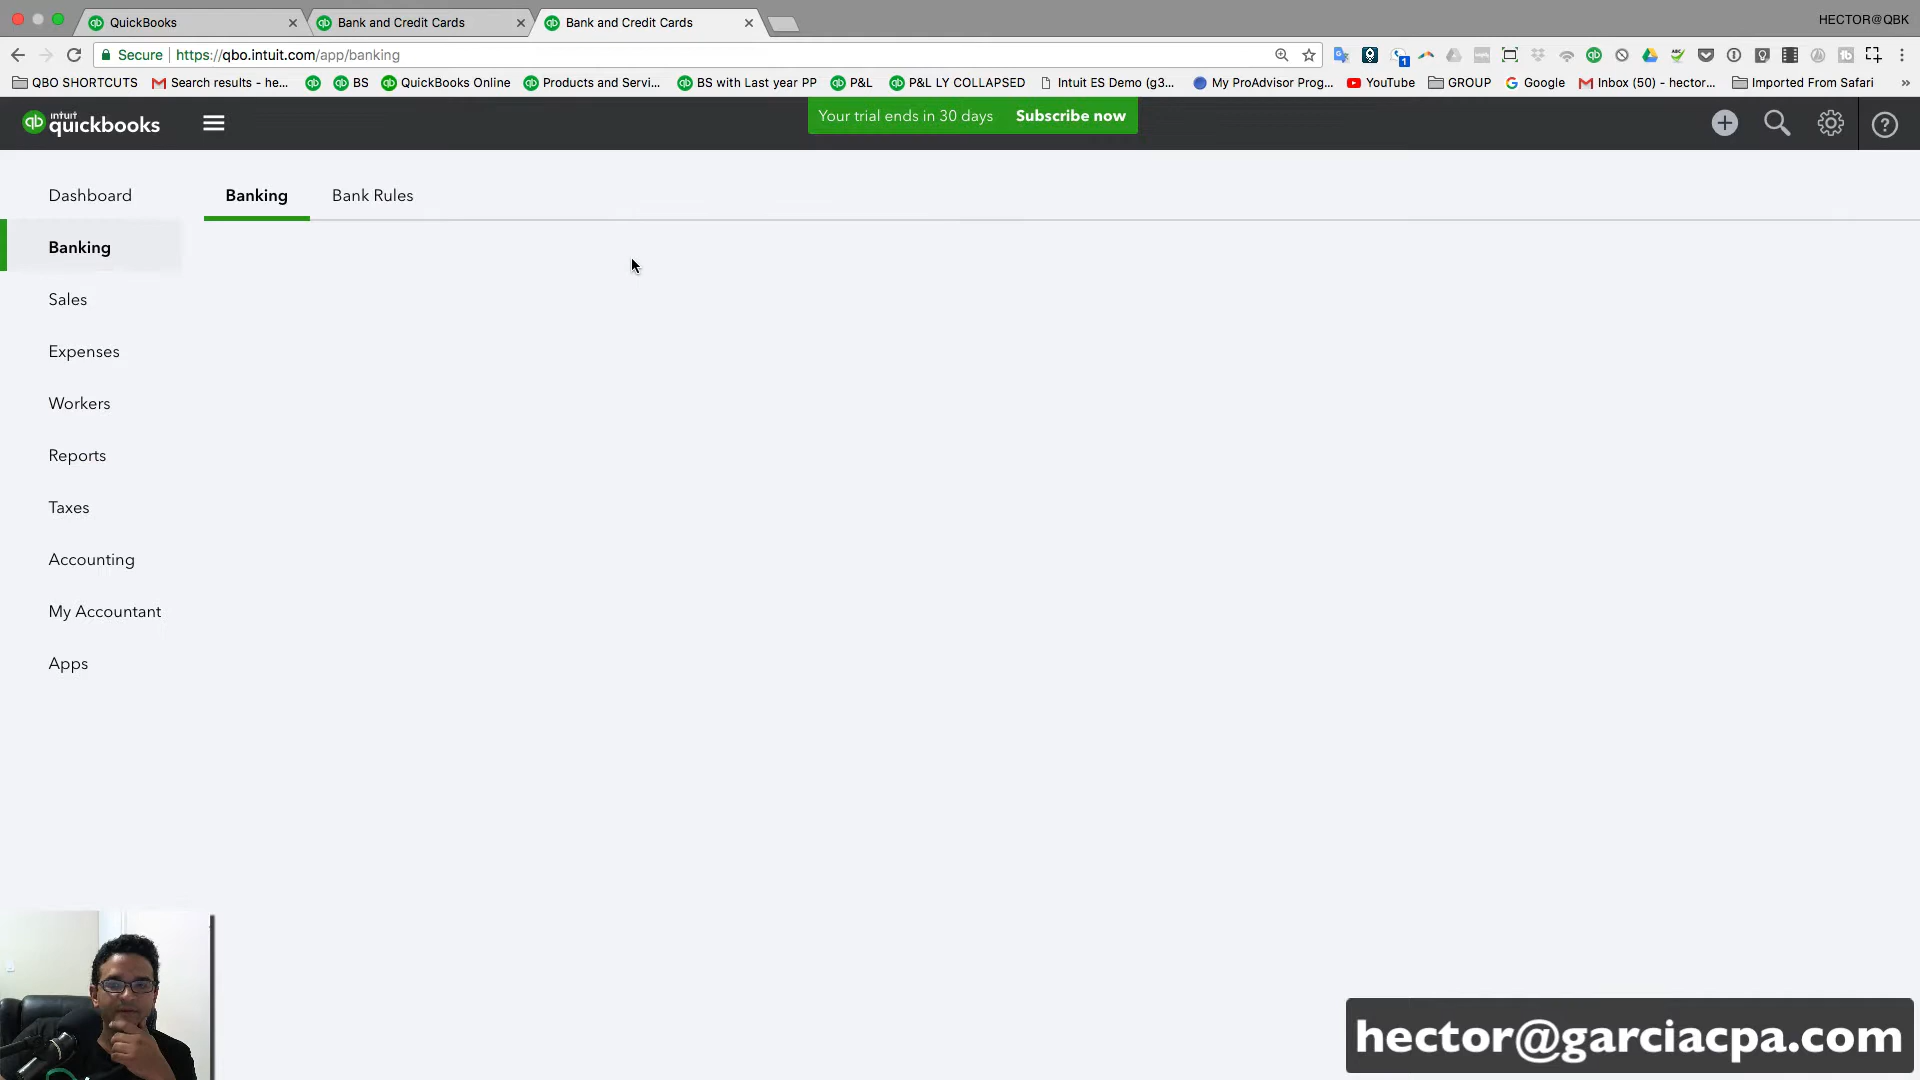 QuickBooks
Bank and Credit Cards
Bank and Credit Cards
HECTOR@QBK
Secure https://qbo.intuit.com/app/banking
QBO SHORTCUTS Search results - he... BS QuickBooks Online Products and Servi... BS with Last year PP P&L P&L LY COLLAPSED Intuit ES Demo (g3... My ProAdvisor Prog... YouTube GROUP Google Inbox (50) - hector... Imported From Safari »
intuit
quickbooks
Your trial ends in 30 days Subscribe now
Dashboard
Banking
Sales
Expenses
Workers
Reports
Taxes
Accounting
My Accountant
Apps
Banking Bank Rules
hector@garciacpa.com